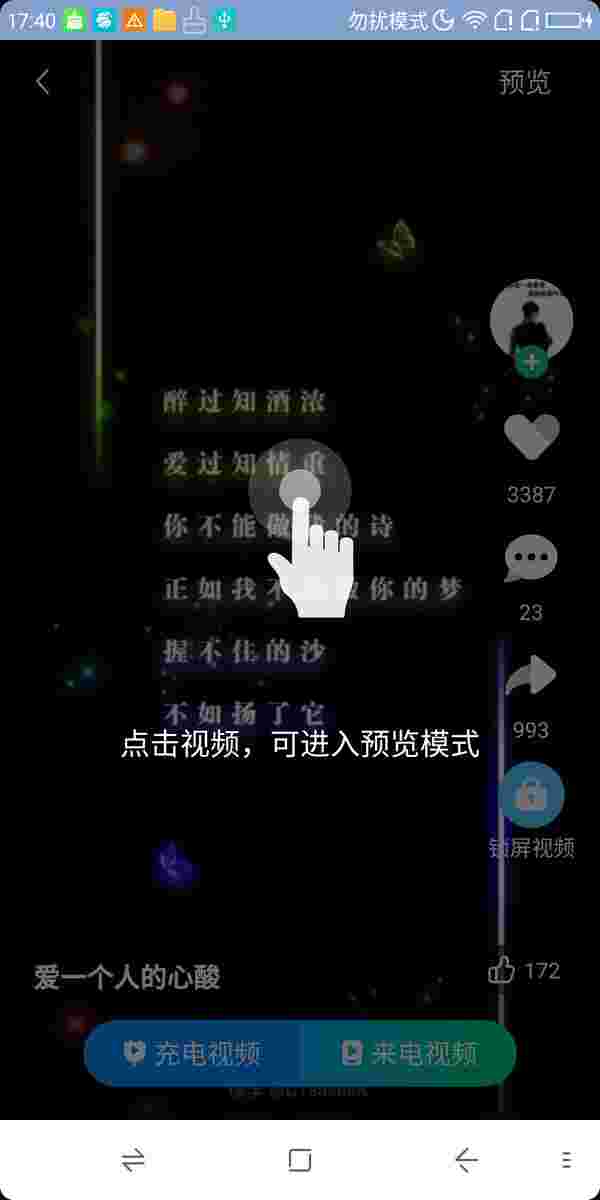 17:40
勿扰模式
预览
醉过知酒浓
爱过知情重
3387
你不能做我的诗
正如我不能做你的梦
23
握不住的沙
不如扬了它
993
点击视频，可进入预览模式
锁屏视频
爱一个人的心酸
172
充电视频
来电视频